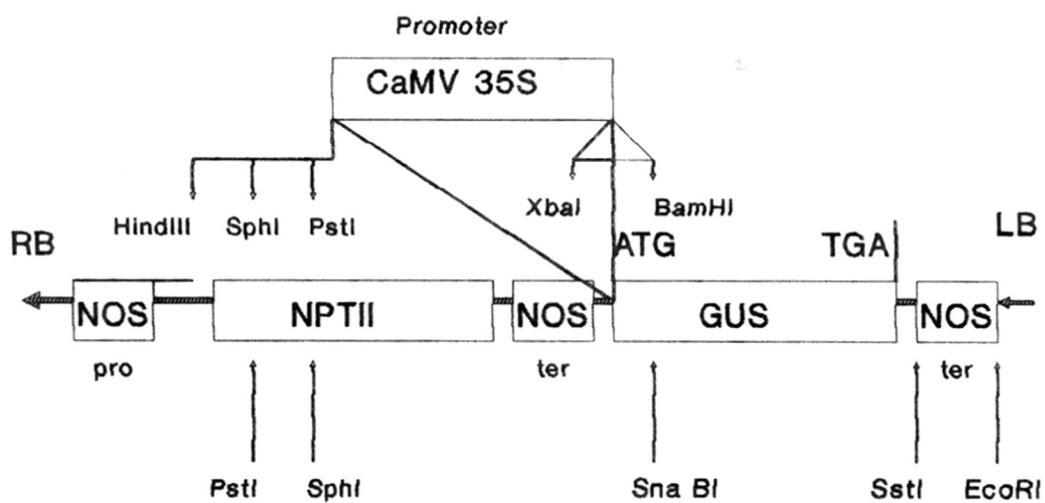 Promoter
CaMV 35S
HindIII SphI PstI XbaI BamHI
RB ATG TGA LB
NOS NPTII NOS GUS NOS
pro ter ter
PstI SphI Sna BI SstI EcoRI